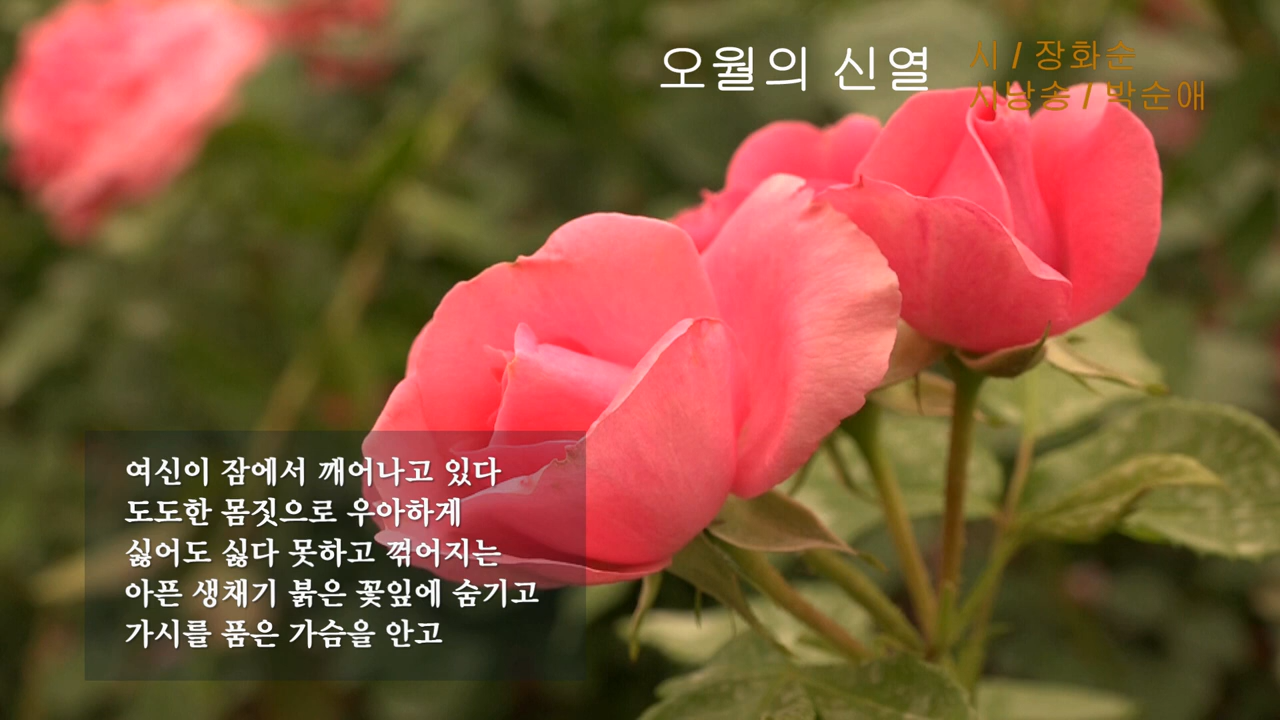 오월의 신열
시 / 장화순
시낭송 / 박순애
여신이 잠에서 깨어나고 있다
도도한 몸짓으로 우아하게
싫어도 싫다 못하고 꺾어지는
아픈 생채기 붉은 꽃잎에 숨기고
가시를 품은 가슴을 안고